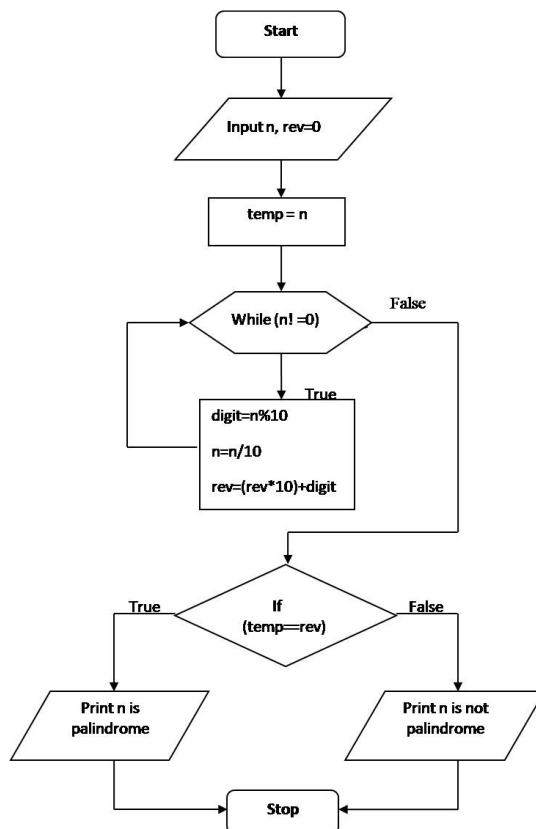 Start
Input n, rev=0
temp = n
While (n! =0)
False
True
digit=n%10
n=n/10
rev=(rev*10)+digit
If
(temp==rev)
True
False
Print n is
palindrome
Print n is not
palindrome
Stop